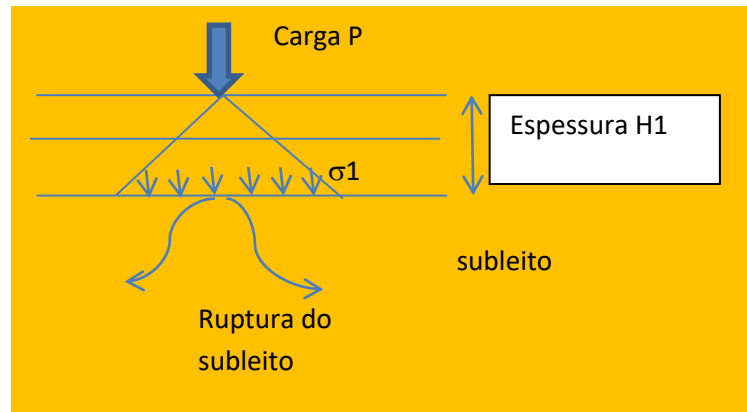 Carga P
Espessura H1
σ1
subleito
Ruptura do
subleito